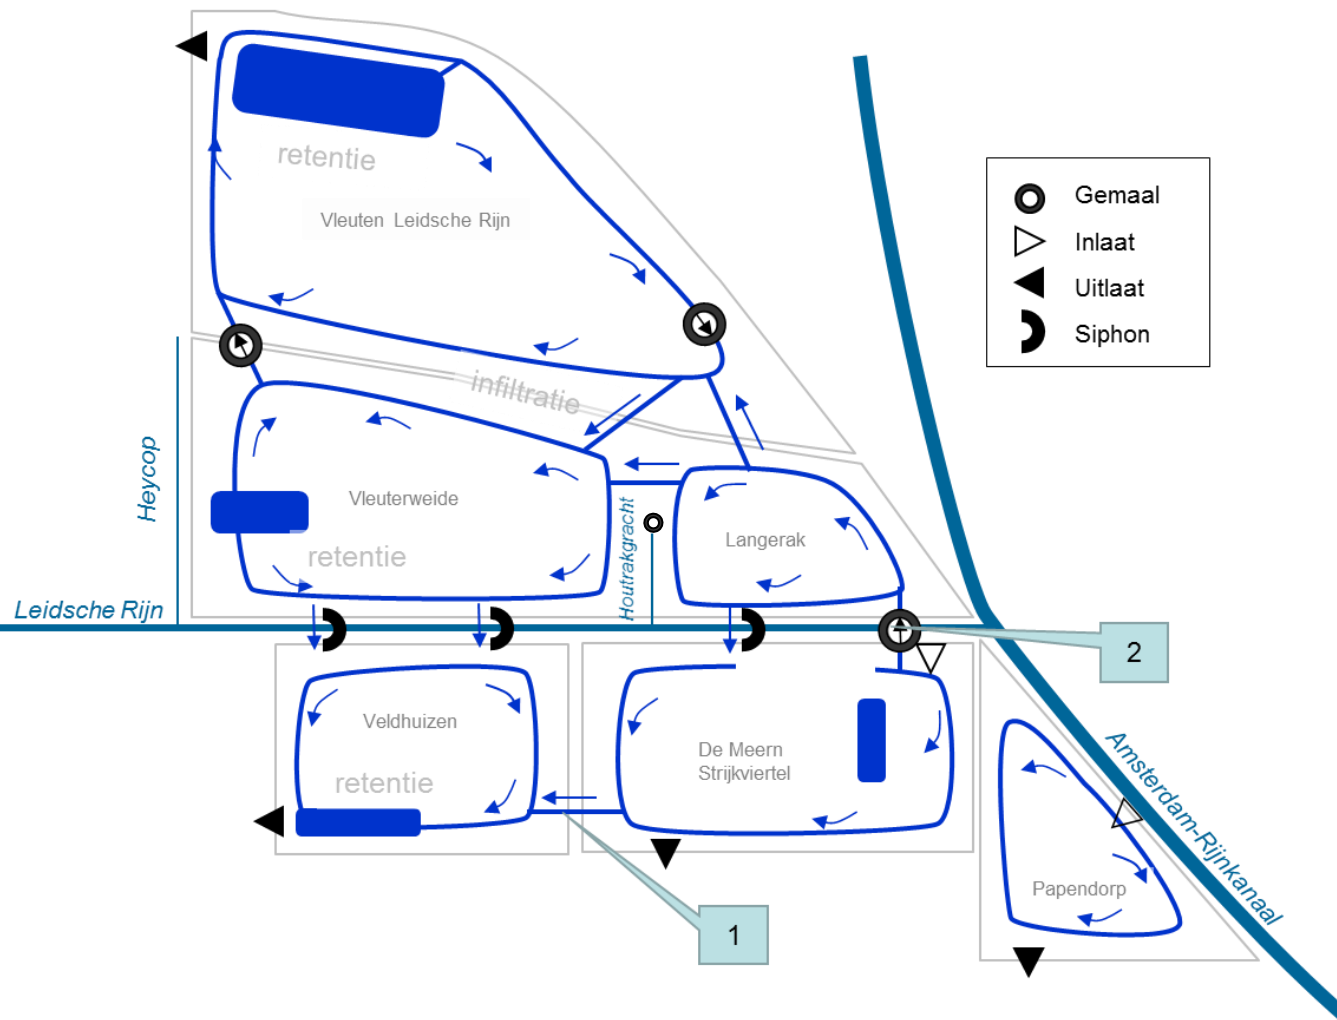 retentie
Vleuten Leidsche Rijn
Gemaal
Inlaat
Uitlaat
Siphon
infiltratie
Heycop
Vleuterweide
retentie
Houtrakgracht
Langerak
Leidsche Rijn
2
Veldhuizen
retentie
De Meern
Strijkviertel
Amsterdam-Rijnkanaal
Papendorp
1